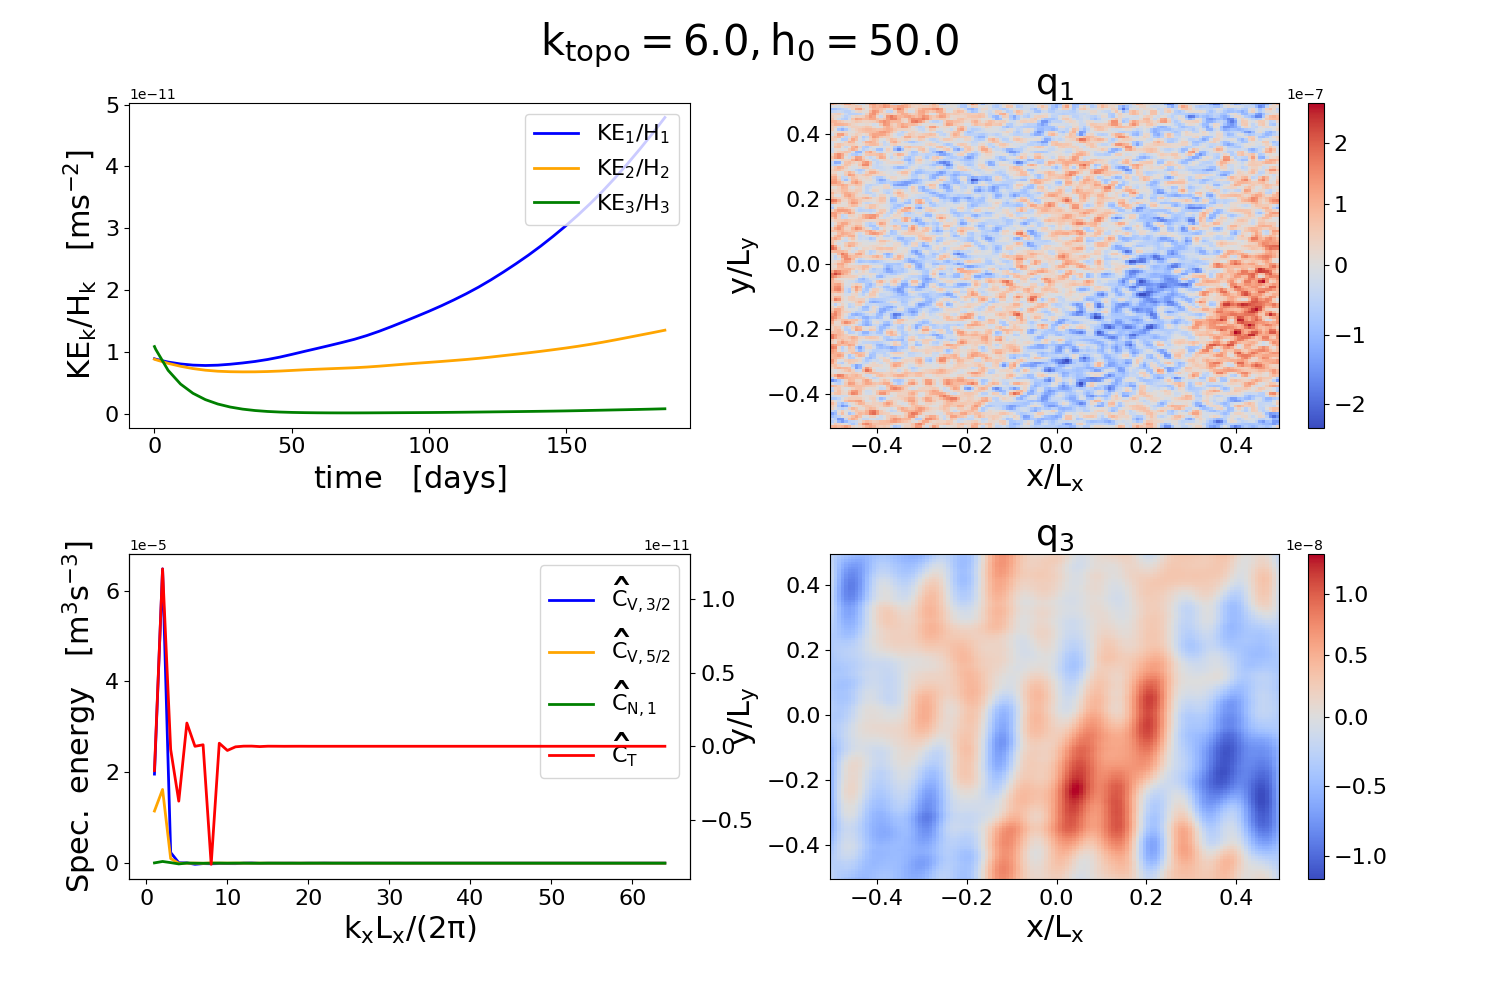 k_topo = 6.0, h_0 = 50.0
1e−11
KE_k/H_k [ms^−2]
5
4
3
2
1
0
KE_1/H_1
KE_2/H_2
KE_3/H_3
0 50 100 150
time [days]
q_1
1e−7
y/L_y
0.4
0.2
0.0
−0.2
−0.4
−0.4 −0.2 0.0 0.2 0.4
x/L_x
2
1
0
−1
−2
1e−5
1e−11
Spec. energy [m^3s^−3]
6
4
2
0
Ĉ_V,3/2
Ĉ_V,5/2
Ĉ_N,1
Ĉ_T
1.0
0.5
0.0
−0.5
0 10 20 30 40 50 60
k_xL_x/(2π)
q_3
1e−8
y/L_y
0.4
0.2
0.0
−0.2
−0.4
−0.4 −0.2 0.0 0.2 0.4
x/L_x
1.0
0.5
0.0
−0.5
−1.0